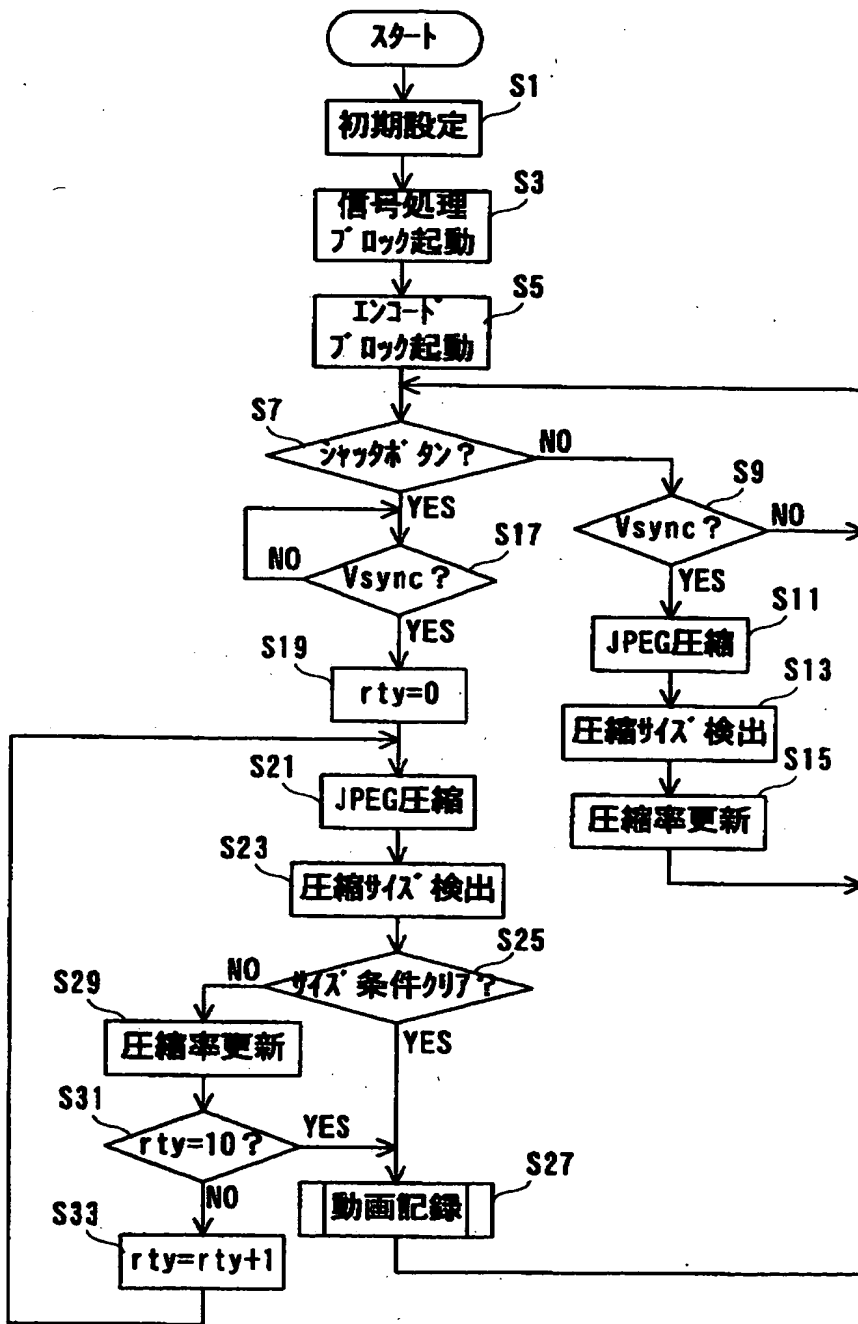 スタート
S1
初期設定
S3
信号処理
ブロック起動
S5
エンコード
ブロック起動
S7
シャッタボタン?
NO
YES
S9
Vsync?
NO
YES
S17
Vsync?
NO
YES
S11
JPEG圧縮
S19
rty=0
S13
圧縮サイズ検出
S15
圧縮率更新
S21
JPEG圧縮
S23
圧縮サイズ検出
S25
サイズ条件クリア?
NO
YES
S29
圧縮率更新
S31
rty=10?
YES
NO
S27
動画記録
S33
rty=rty+1